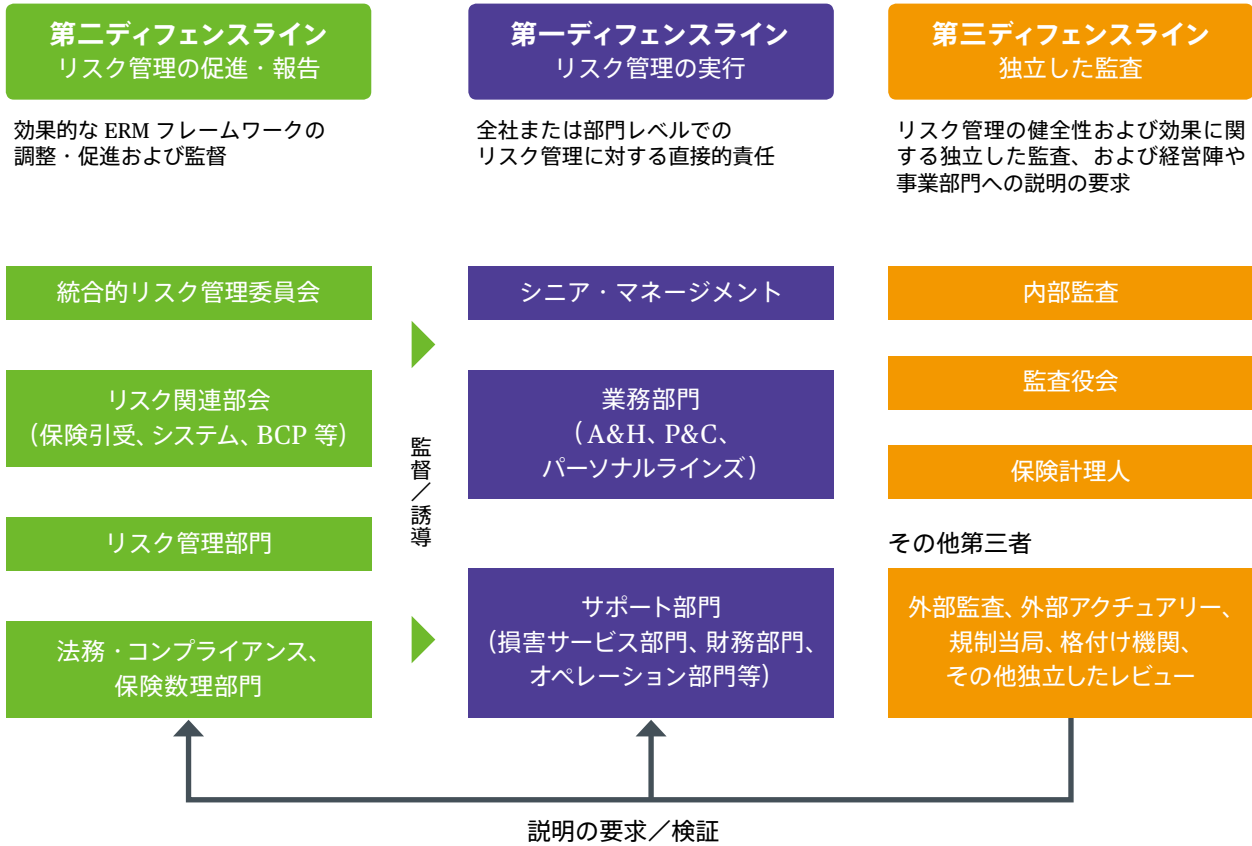 第二ディフェンスライン
リスク管理の促進・報告
効果的な ERM フレームワークの
調整・促進および監督
統合的リスク管理委員会
リスク関連部会
（保険引受、システム、BCP 等）
リスク管理部門
法務・コンプライアンス、
保険数理部門
監督／誘導
第一ディフェンスライン
リスク管理の実行
全社または部門レベルでの
リスク管理に対する直接的責任
シニア・マネージメント
業務部門
（A&H、P&C、
パーソナルラインズ）
サポート部門
（損害サービス部門、財務部門、
オペレーション部門等）
第三ディフェンスライン
独立した監査
リスク管理の健全性および効果に関
する独立した監査、および経営陣や
事業部門への説明の要求
内部監査
監査役会
保険計理人
その他第三者
外部監査、外部アクチュアリー、
規制当局、格付け機関、
その他独立したレビュー
説明の要求／検証